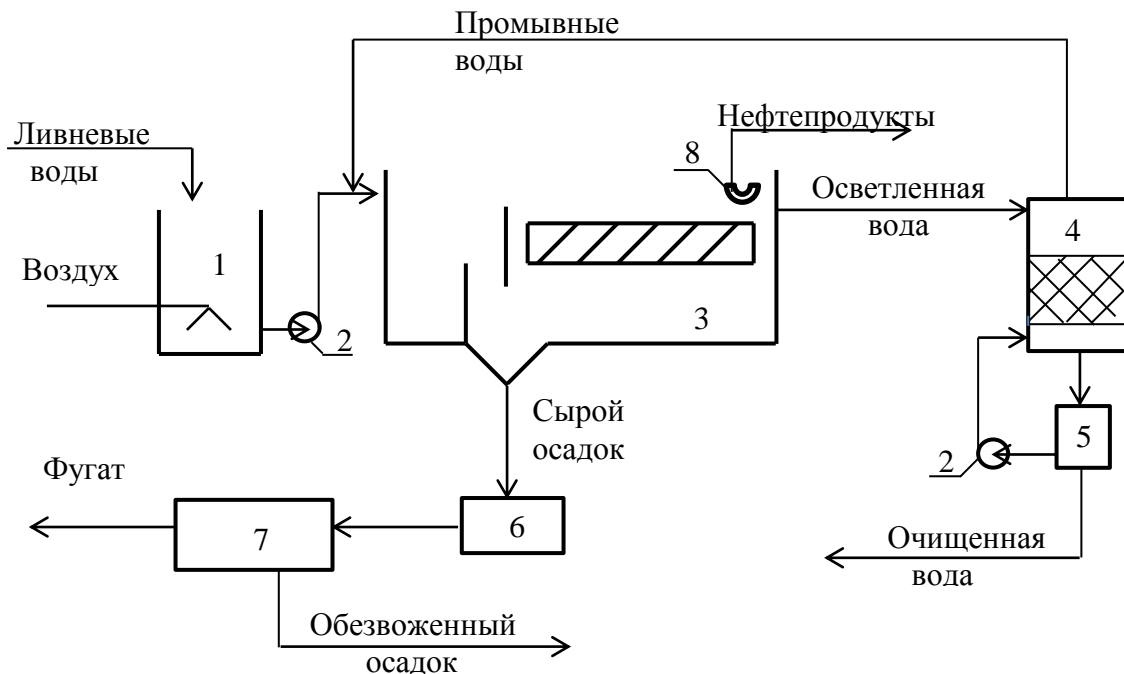 Промывные
воды
Нефтепродукты
Ливневые
воды
8
Осветленная
вода
4
Воздух
1
3
2
Сырой
осадок
5
2
Фугат
6
7
Очищенная
вода
Обезвоженный
осадок